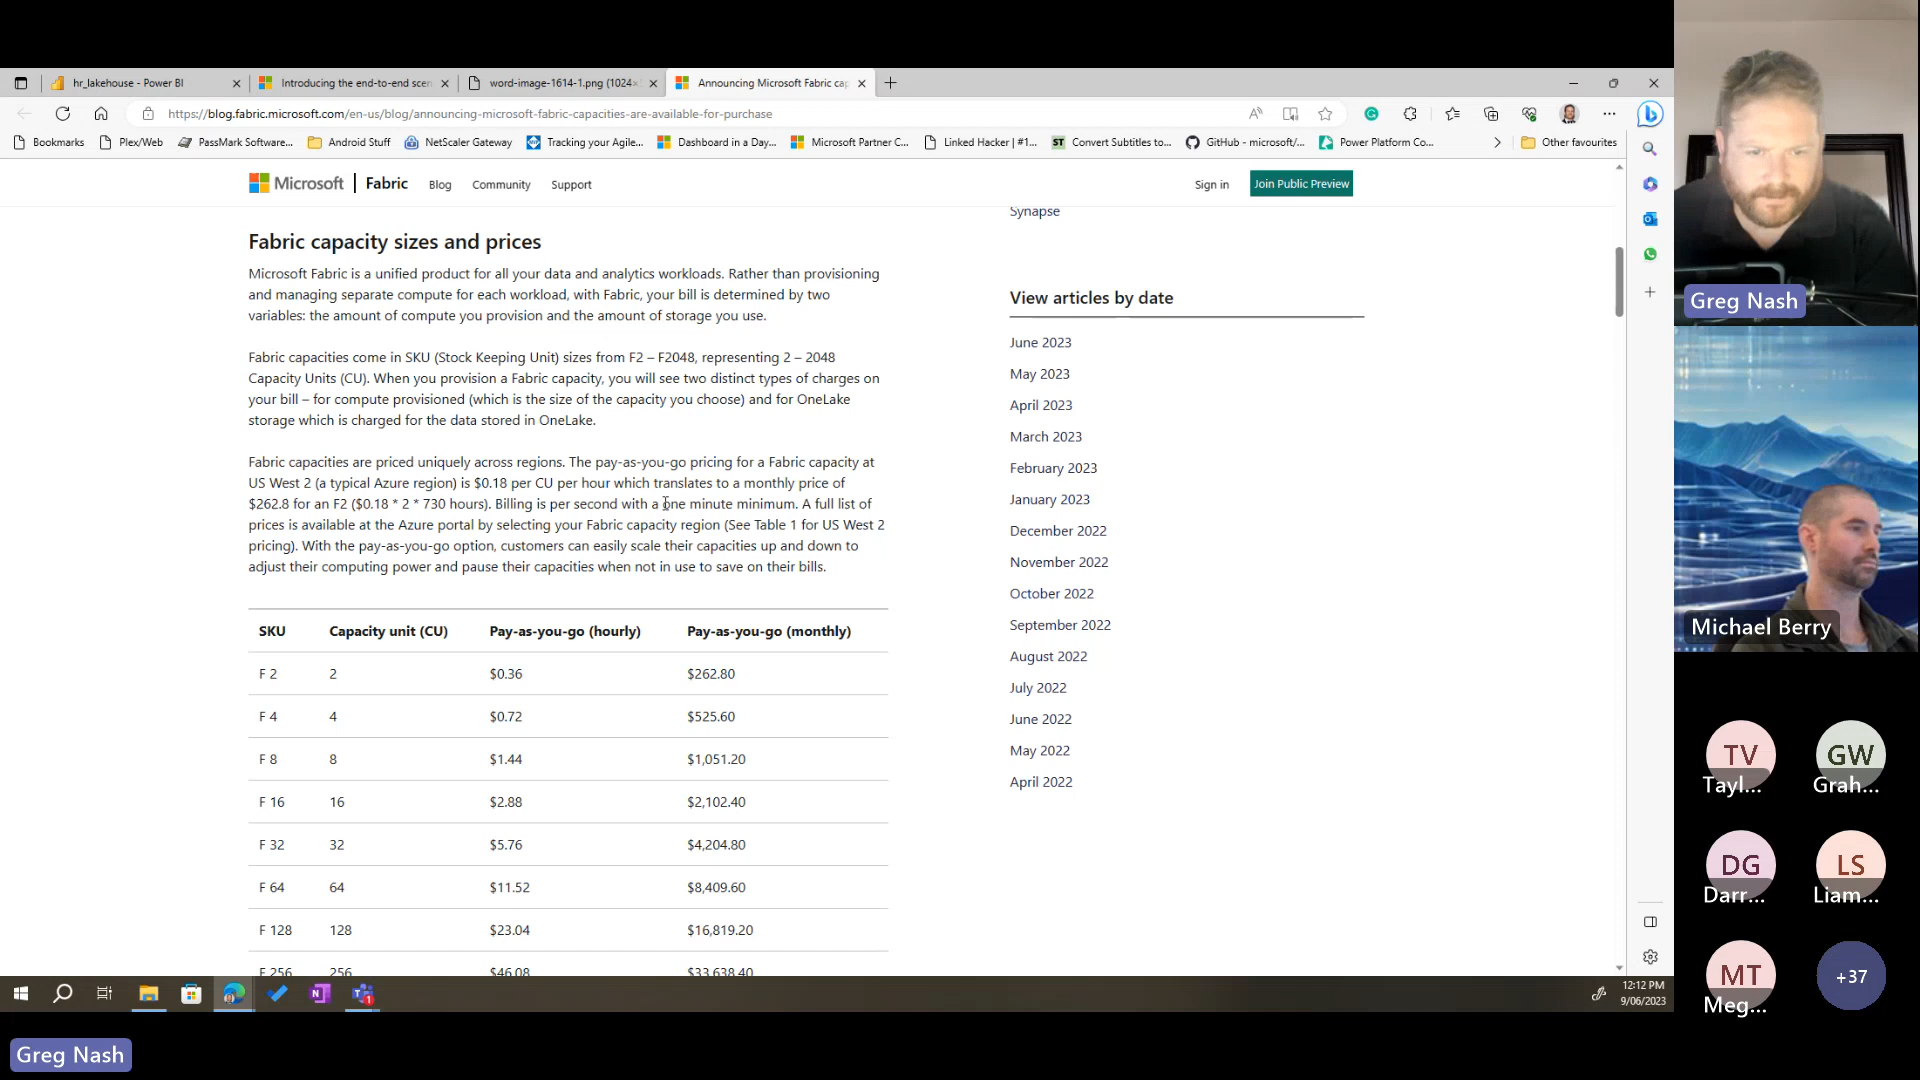 hr_lakehouse - Power BI
Introducing the end-to-end scen
word-image-1614-1.png (1024×
Announcing Microsoft Fabric cap
https://blog.fabric.microsoft.com/en-us/blog/announcing-microsoft-fabric-capacities-are-available-for-purchase
Bookmarks
Plex/Web
PassMark Software...
Android Stuff
NetScaler Gateway
Tracking your Agile...
Dashboard in a Day...
Microsoft Partner C...
Linked Hacker | #1...
ST Convert Subtitles to...
GitHub - microsoft/...
Power Platform Co...
Other favourites
Microsoft | Fabric Blog Community Support
Sign in
Join Public Preview
Fabric capacity sizes and prices
Microsoft Fabric is a unified product for all your data and analytics workloads. Rather than provisioning
and managing separate compute for each workload, with Fabric, your bill is determined by two
variables: the amount of compute you provision and the amount of storage you use.
Fabric capacities come in SKU (Stock Keeping Unit) sizes from F2 – F2048, representing 2 – 2048
Capacity Units (CU). When you provision a Fabric capacity, you will see two distinct types of charges on
your bill – for compute provisioned (which is the size of the capacity you choose) and for OneLake
storage which is charged for the data stored in OneLake.
Fabric capacities are priced uniquely across regions. The pay-as-you-go pricing for a Fabric capacity at
US West 2 (a typical Azure region) is $0.18 per CU per hour which translates to a monthly price of
$262.8 for an F2 ($0.18 * 2 * 730 hours). Billing is per second with a one minute minimum. A full list of
prices is available at the Azure portal by selecting your Fabric capacity region (See Table 1 for US West 2
pricing). With the pay-as-you-go option, customers can easily scale their capacities up and down to
adjust their computing power and pause their capacities when not in use to save on their bills.
SKU Capacity unit (CU) Pay-as-you-go (hourly) Pay-as-you-go (monthly)
F 2 2 $0.36 $262.80
F 4 4 $0.72 $525.60
F 8 8 $1.44 $1,051.20
F 16 16 $2.88 $2,102.40
F 32 32 $5.76 $4,204.80
F 64 64 $11.52 $8,409.60
F 128 128 $23.04 $16,819.20
F 256 256 $46.08 $33,638.40
Synapse
View articles by date
June 2023
May 2023
April 2023
March 2023
February 2023
January 2023
December 2022
November 2022
October 2022
September 2022
August 2022
July 2022
June 2022
May 2022
April 2022
12:12 PM
9/06/2023
Greg Nash
Michael Berry
TV
Tayl...
GW
Grah...
DG
Darr...
LS
Liam...
MT
Meg...
+37
Greg Nash